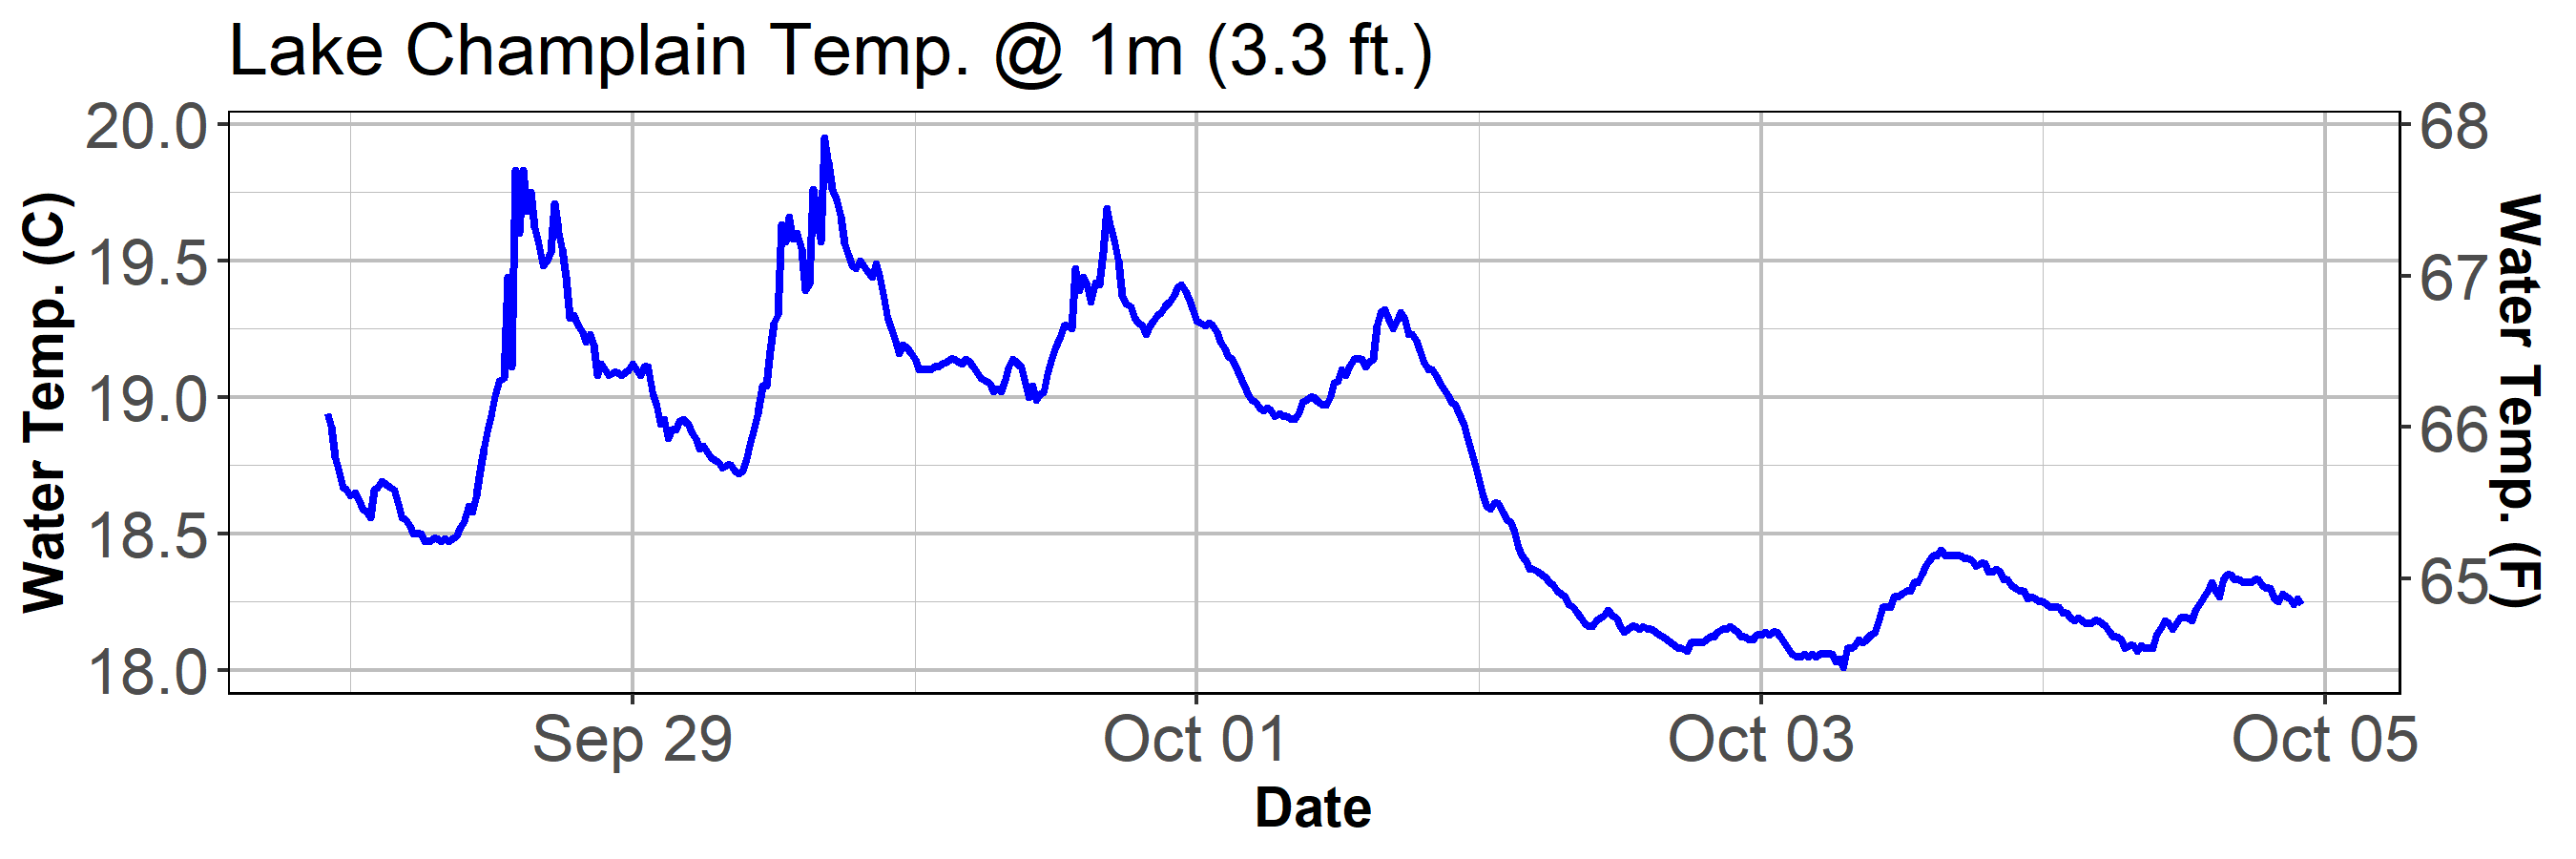 Lake Champlain Temp. @ 1m (3.3 ft.)
Water Temp. (C)
20.0
19.5
19.0
18.5
18.0
68
67
66
65
Water Temp. (F)
Sep 29
Oct 01
Oct 03
Oct 05
Date